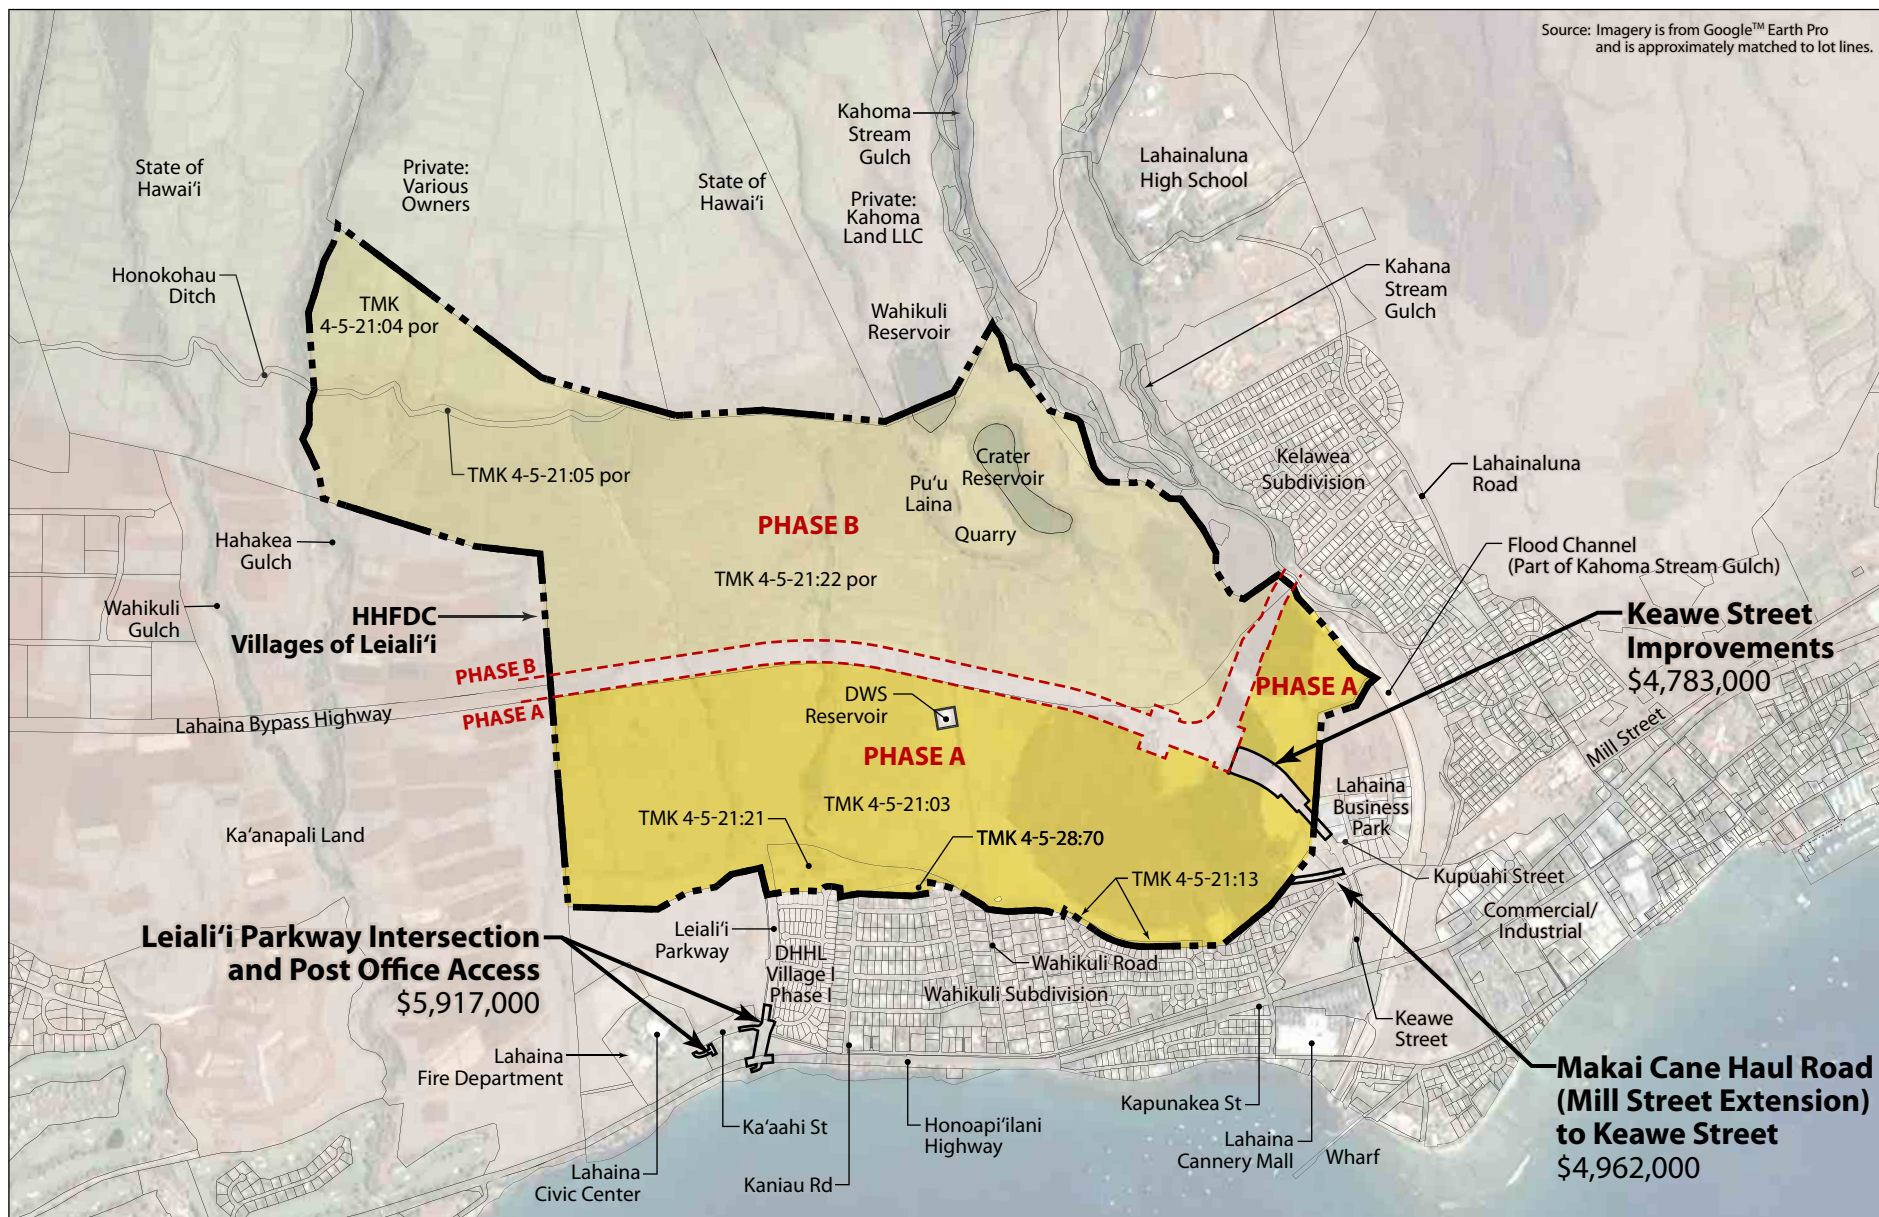 Source: Imagery is from Google™ Earth Pro
and is approximately matched to lot lines.
Kahoma
Stream
Gulch
Lahainaluna
High School
State of
Hawai‘i
Private:
Various
Owners
State of
Hawai‘i
Private:
Kahoma
Land LLC
Honokohau
Ditch
Kahana
Stream
Gulch
TMK
4-5-21:04 por
Wahikuli
Reservoir
TMK 4-5-21:05 por
Crater
Reservoir
Pu‘u
Laina
Quarry
Kelawea
Subdivision
Lahainaluna
Road
PHASE B
TMK 4-5-21:22 por
Hahakea
Gulch
Flood Channel
(Part of Kahoma Stream Gulch)
Wahikuli
Gulch
HHFDC
Villages of Leiali‘i
Keawe Street
Improvements
$4,783,000
PHASE B
PHASE A
PHASE A
Lahaina Bypass Highway
DWS
Reservoir
Mill Street
PHASE A
TMK 4-5-21:03
TMK 4-5-21:21
Lahaina
Business
Park
Ka‘anapali Land
TMK 4-5-28:70
TMK 4-5-21:13
Kupuahi Street
Commercial/
Industrial
Leiali‘i Parkway Intersection
and Post Office Access
$5,917,000
Leiali‘i
Parkway
DHHL
Village I
Phase I
Wahikuli Road
Wahikuli Subdivision
Keawe
Street
Lahaina
Fire Department
Makai Cane Haul Road
(Mill Street Extension)
to Keawe Street
$4,962,000
Ka‘aahi St
Honoapi‘ilani
Highway
Kapunakea St
Lahaina
Cannery Mall
Wharf
Lahaina
Civic Center
Kaniau Rd